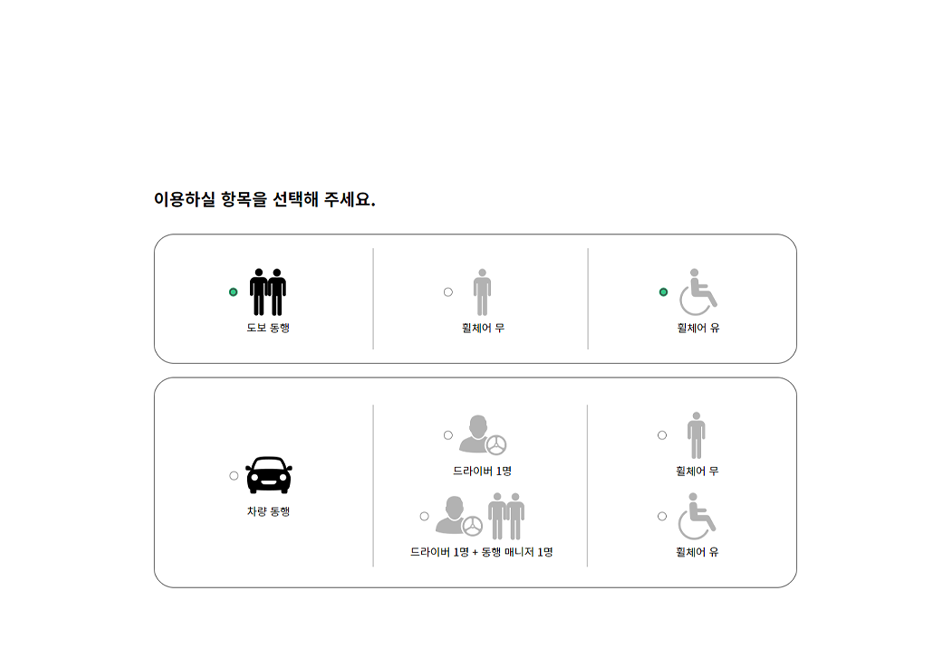 이용하실 항목을 선택해 주세요.
도보 동행
휠체어 무
휠체어 유
차량 동행
드라이버 1명
드라이버 1명 + 동행 매니저 1명
휠체어 무
휠체어 유